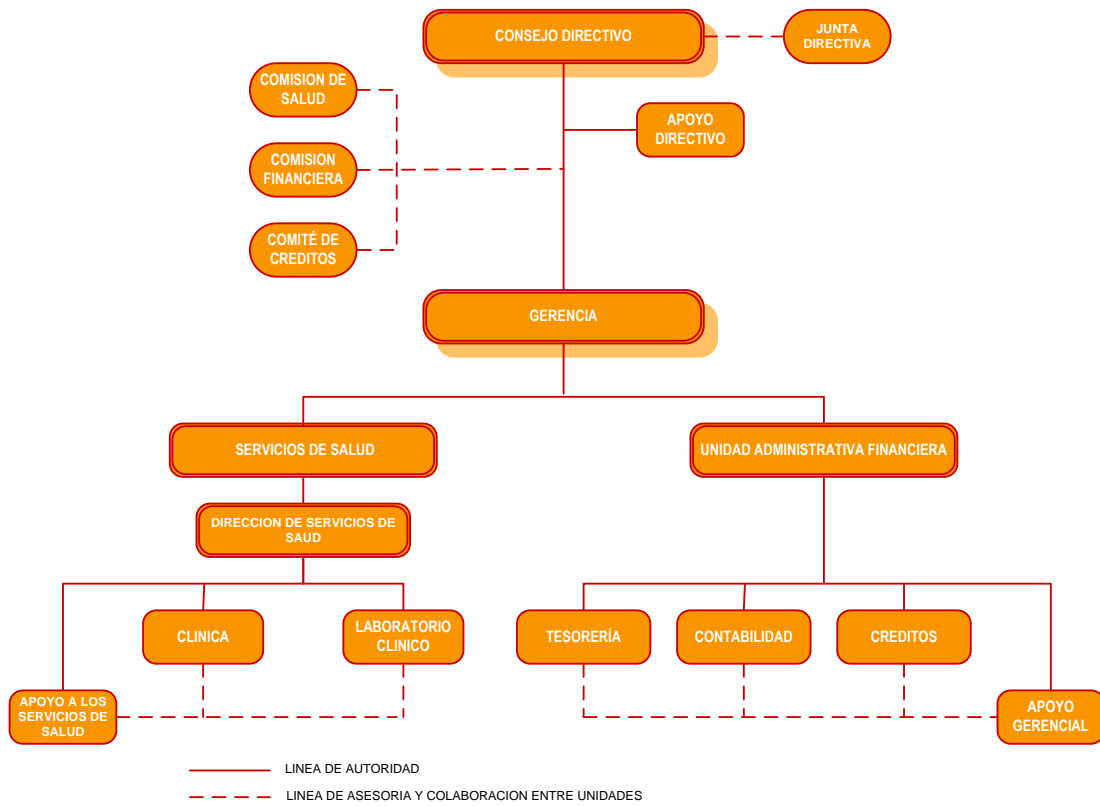 CONSEJO DIRECTIVO
JUNTA
DIRECTIVA
COMISION DE
SALUD
APOYO
DIRECTIVO
COMISION
FINANCIERA
COMITÉ DE
CREDITOS
GERENCIA
SERVICIOS DE SALUD
UNIDAD ADMINISTRATIVA FINANCIERA
DIRECCION DE SERVICIOS DE
SAUD
CLINICA
LABORATORIO
CLINICO
TESORERÍA
CONTABILIDAD
CREDITOS
APOYO A LOS
SERVICIOS DE
SALUD
APOYO
GERENCIAL
LINEA DE AUTORIDAD
LINEA DE ASESORIA Y COLABORACION ENTRE UNIDADES